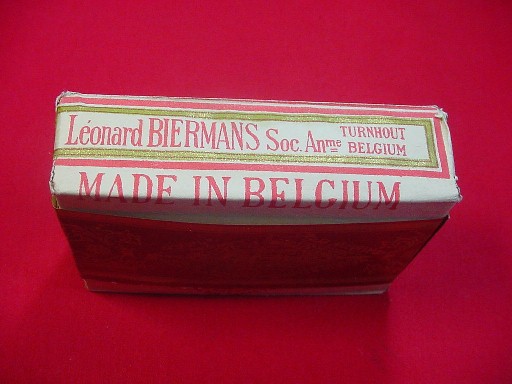 Léonard BIERMANS Soc. Anme TURNHOUT BELGIUM
MADE IN BELGIUM